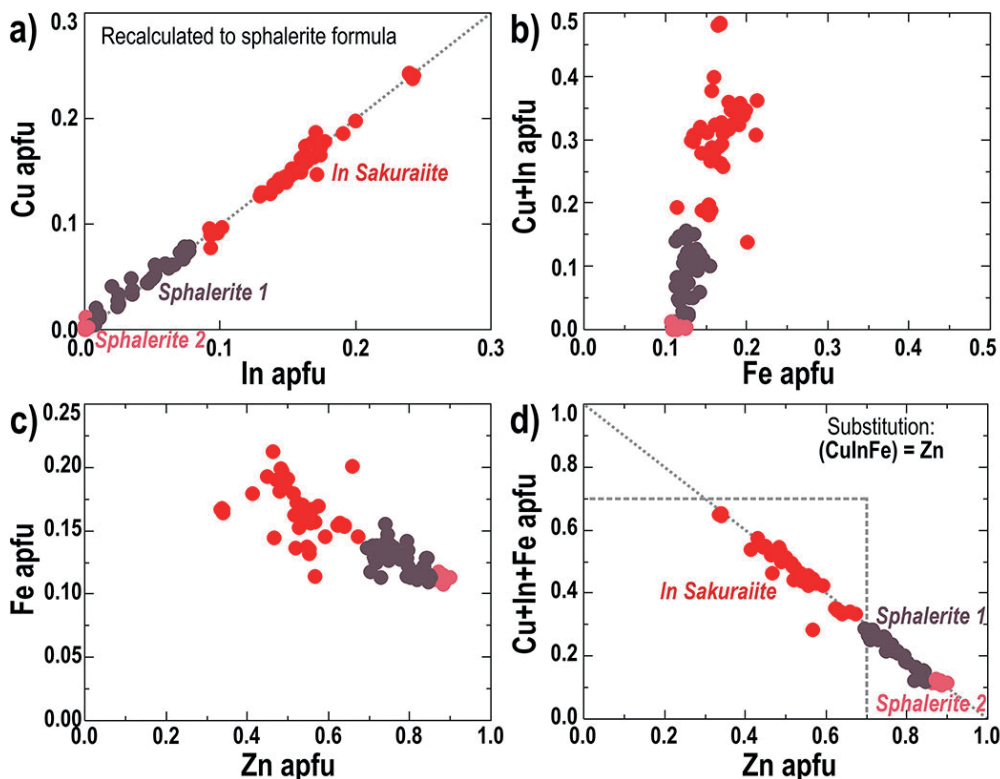 a)
Recalculated to sphalerite formula
0.3
0.2
0.1
0.0
Cu apfu
In Sakuraiite
Sphalerite 1
Sphalerite 2
0.0 0.1 0.2 0.3
In apfu
b)
0.5
0.4
0.3
0.2
0.1
0.0
Cu+In apfu
0.0 0.1 0.2 0.3 0.4 0.5
Fe apfu
c)
0.25
0.20
0.15
0.10
0.05
0.00
Fe apfu
0.0 0.2 0.4 0.6 0.8 1.0
Zn apfu
d)
Substitution:
(CuInFe) = Zn
1.0
0.8
0.6
0.4
0.2
0.0
Cu+In+Fe apfu
In Sakuraiite
Sphalerite 1
Sphalerite 2
0.0 0.2 0.4 0.6 0.8 1.0
Zn apfu